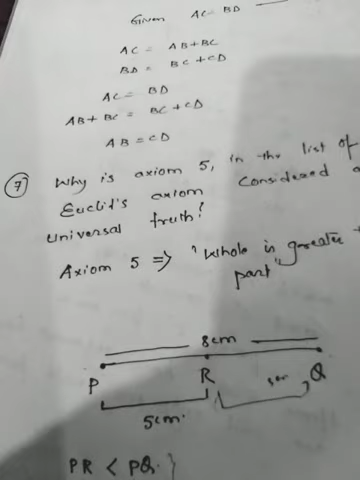 Given AC = BD
AC = AB + BC
BD = BC + CD
AC = BD
AB + BC = BC + CD
AB = CD
7 Why is axiom 5, in the list of
Euclid's axiom considered a
universal truth?
Axiom 5 => "Whole is greater
part"
8cm
P R Q
5cm.
PR < PQ. }